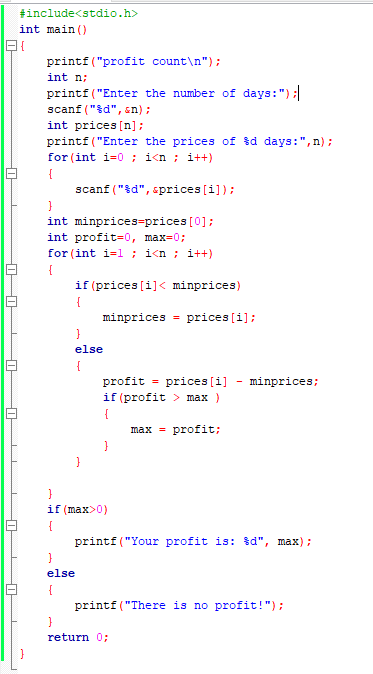 #include<stdio.h>
int main()
{
printf("profit count\n");
int n;
printf("Enter the number of days:");
scanf("%d",&n);
int prices[n];
printf("Enter the prices of %d days:",n);
for(int i=0 ; i<n ; i++)
{
scanf("%d",&prices[i]);
}
int minprices=prices[0];
int profit=0, max=0;
for(int i=1 ; i<n ; i++)
{
if(prices[i]< minprices)
{
minprices = prices[i];
}
else
{
profit = prices[i] - minprices;
if(profit > max )
{
max = profit;
}
}
}
if(max>0)
{
printf("Your profit is: %d", max);
}
else
{
printf("There is no profit!");
}
return 0;
}